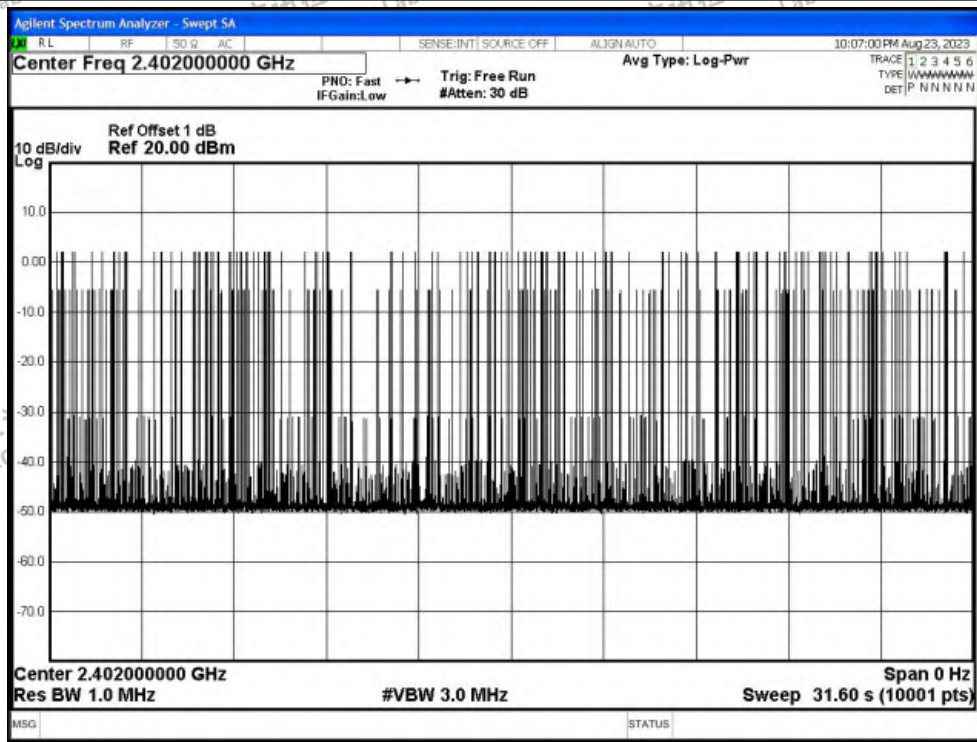 Agilent Spectrum Analyzer - Swept SA
RL RF 50 Ω AC SENSE:INT SOURCE OFF ALIGN AUTO 10:07:00 PM Aug 23, 2023
Center Freq 2.402000000 GHz
PNO: Fast
IFGain:Low
Trig: Free Run
#Atten: 30 dB
Avg Type: Log-Pwr
TRACE 1 2 3 4 5 6
TYPE
DET P N N N N N
Ref Offset 1 dB
10 dB/div Ref 20.00 dBm
Log
10.0
0.00
-10.0
-20.0
-30.0
-40.0
-50.0
-60.0
-70.0
Center 2.402000000 GHz Span 0 Hz
Res BW 1.0 MHz #VBW 3.0 MHz Sweep 31.60 s (10001 pts)
MSG STATUS